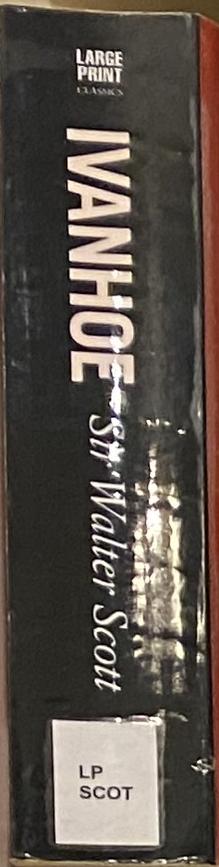 LARGE
PRINT
CLASSICS
IVANHOE
Sir Walter Scott
LP
SCOT